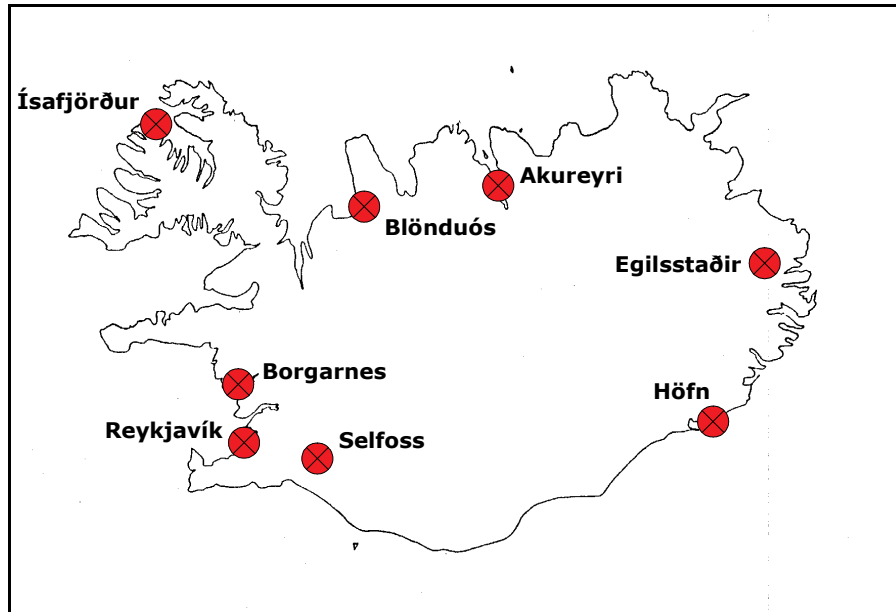 Ísafjörður
Akureyri
Blönduós
Egilsstaðir
Borgarnes
Höfn
Reykjavík
Selfoss